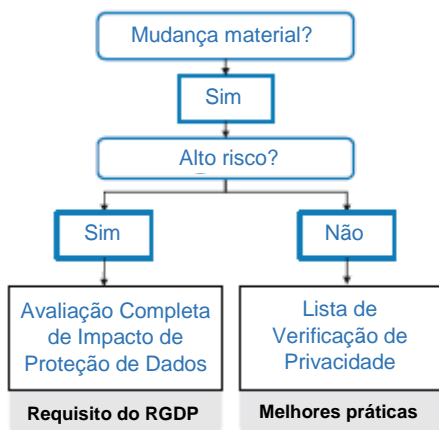 Mudança material?
Sim
Alto risco?
Sim
Não
Avaliação Completa
de Impacto de
Proteção de Dados
Lista de
Verificação de
Privacidade
Requisito do RGDP
Melhores práticas